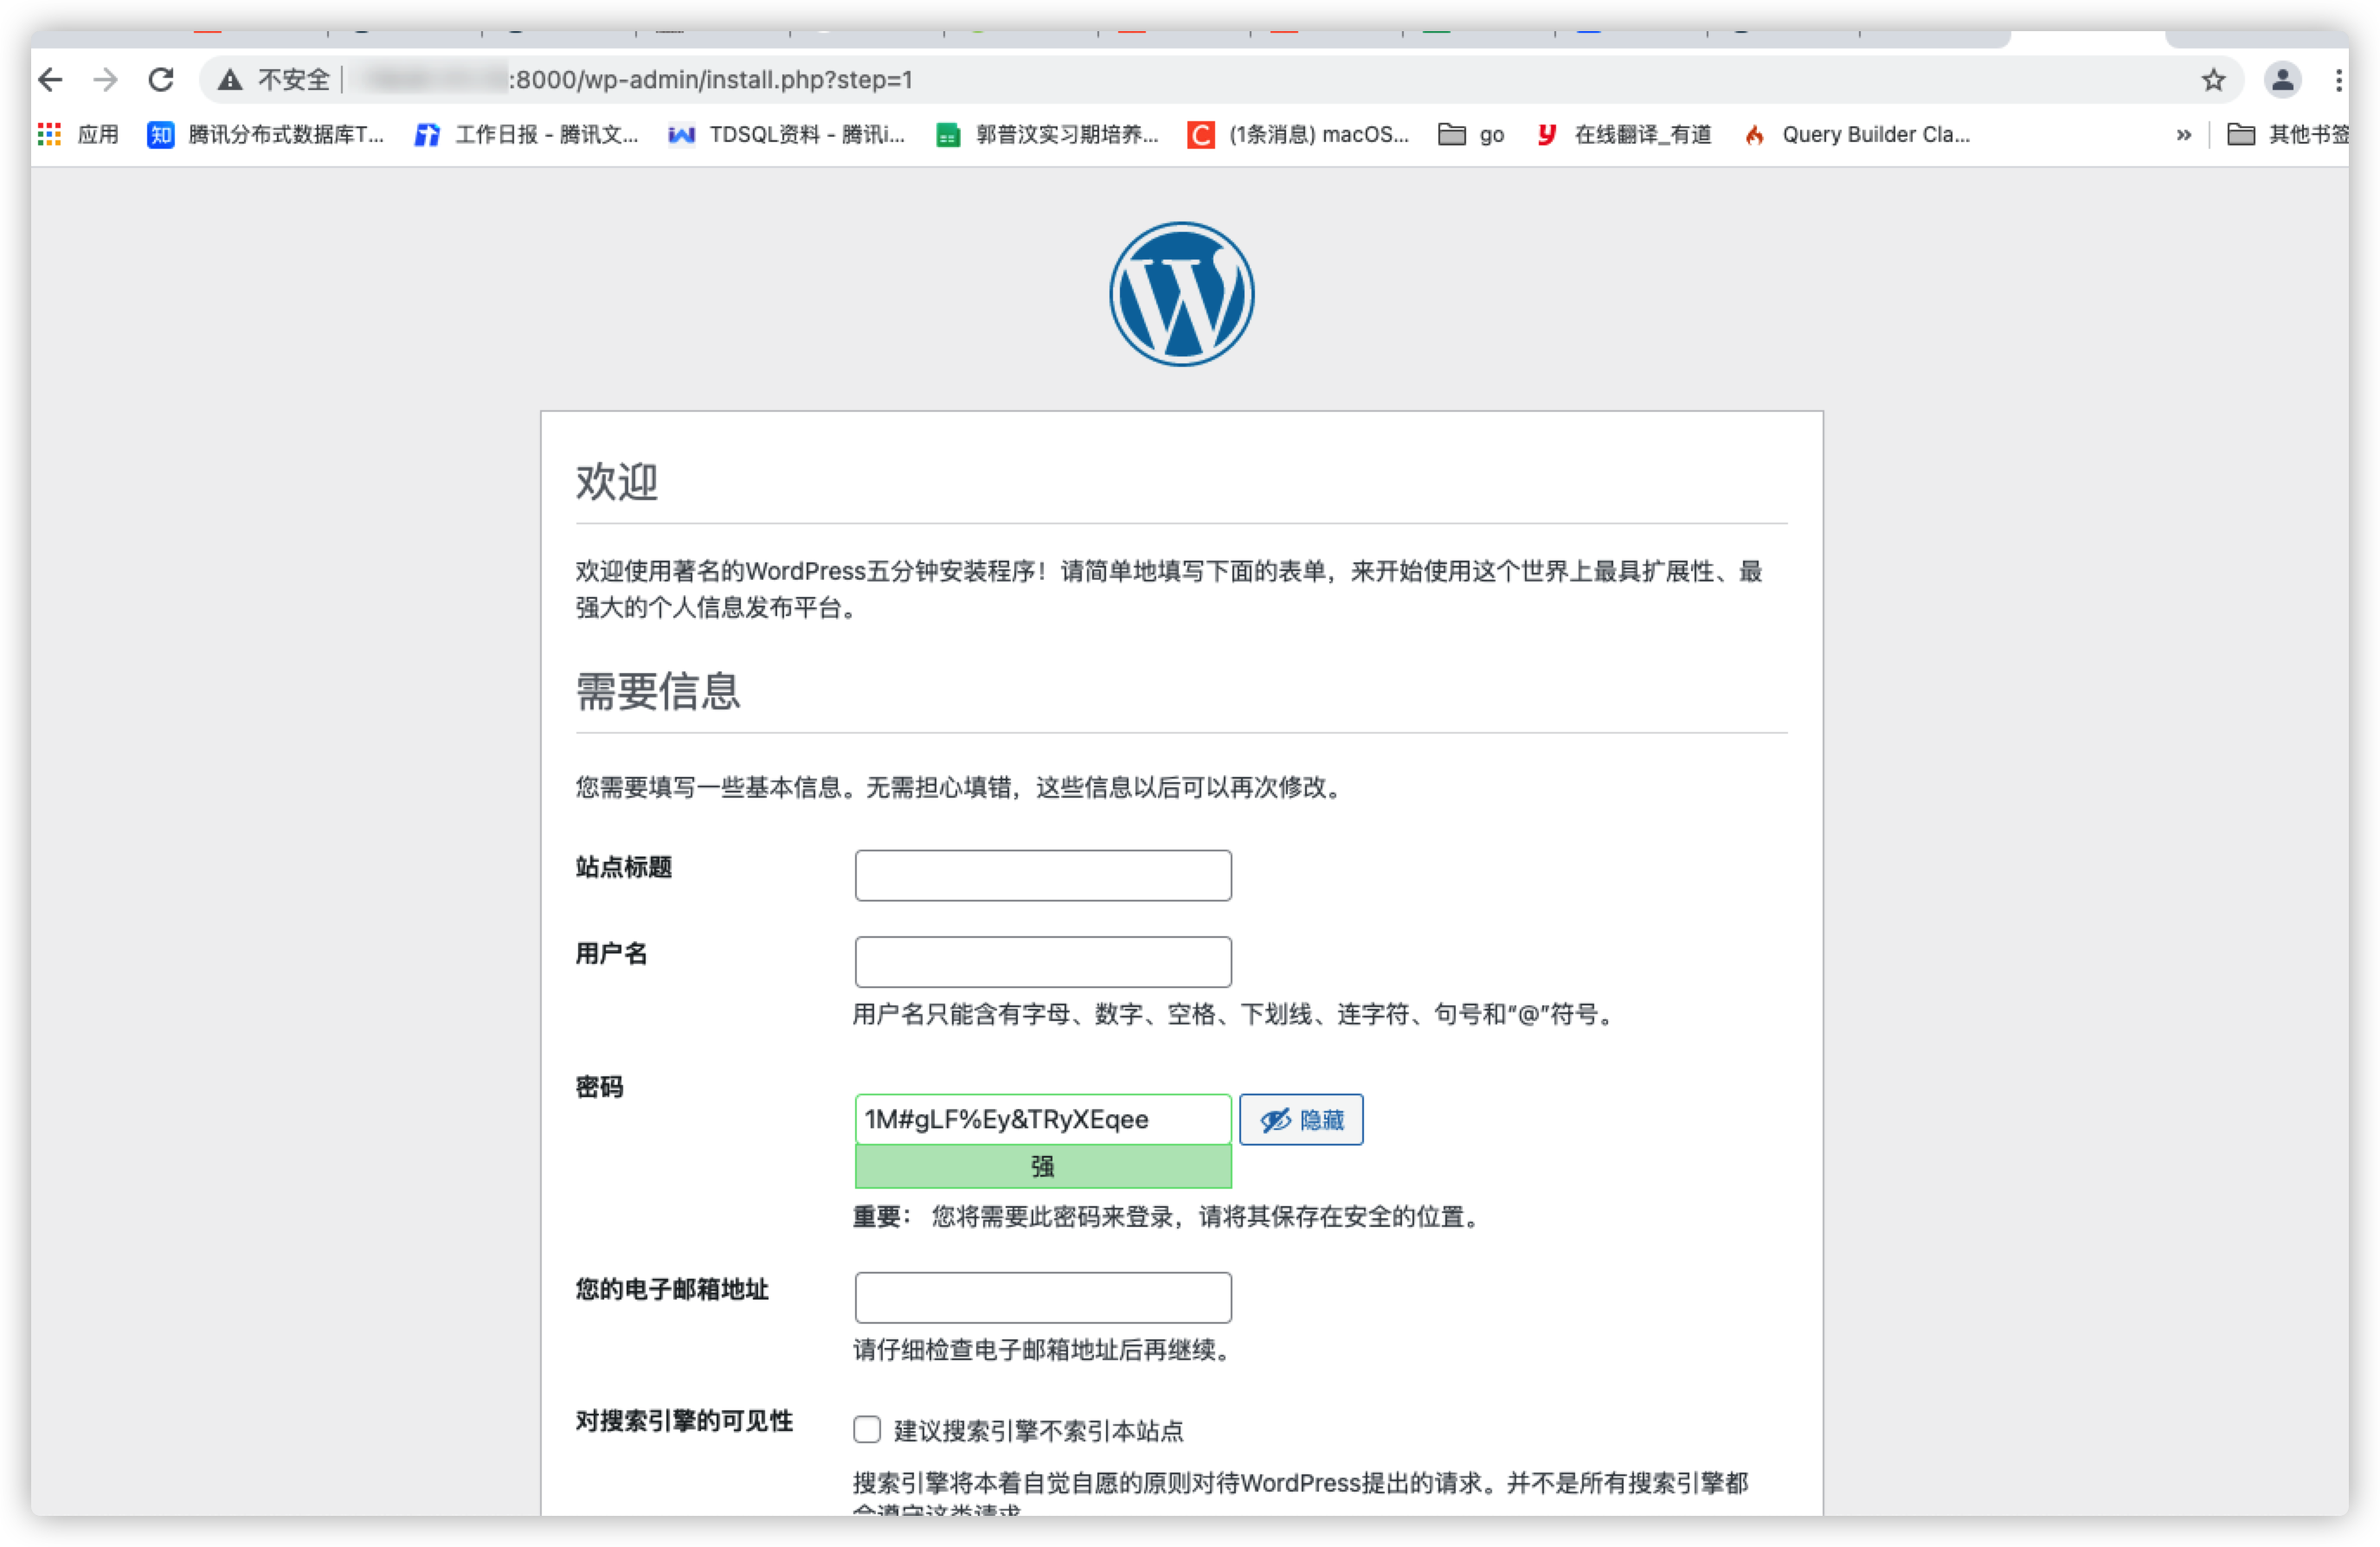 不安全 :8000/wp-admin/install.php?step=1
应用 腾讯分布式数据库T... 工作日报 - 腾讯文... TDSQL资料 - 腾讯i... 郭普汶实习期培养... (1条消息) macOS... go 在线翻译_有道 Query Builder Cla... » 其他书签
欢迎
欢迎使用著名的WordPress五分钟安装程序！请简单地填写下面的表单，来开始使用这个世界上最具扩展性、最
强大的个人信息发布平台。
需要信息
您需要填写一些基本信息。无需担心填错，这些信息以后可以再次修改。
站点标题
用户名
用户名只能含有字母、数字、空格、下划线、连字符、句号和“@”符号。
密码
1M#gLF%Ey&TRyXEqee 隐藏
强
重要： 您将需要此密码来登录，请将其保存在安全的位置。
您的电子邮箱地址
请仔细检查电子邮箱地址后再继续。
对搜索引擎的可见性
建议搜索引擎不索引本站点
搜索引擎将本着自觉自愿的原则对待WordPress提出的请求。并不是所有搜索引擎都
会遵守这类请求